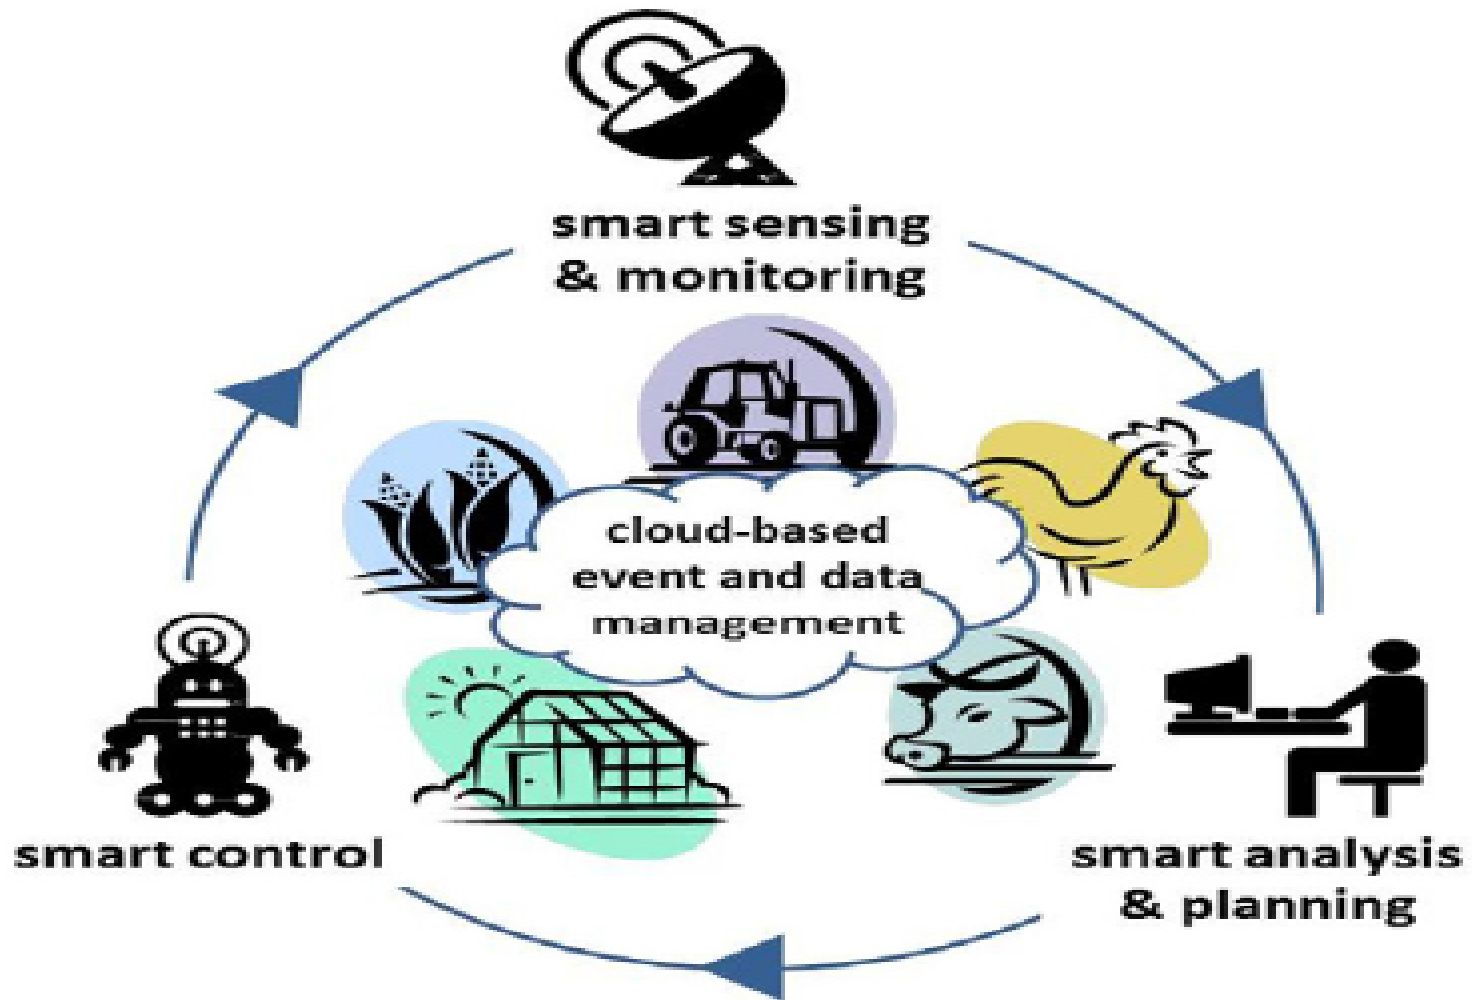 smart sensing
& monitoring
cloud-based
event and data
management
smart control
smart analysis
& planning